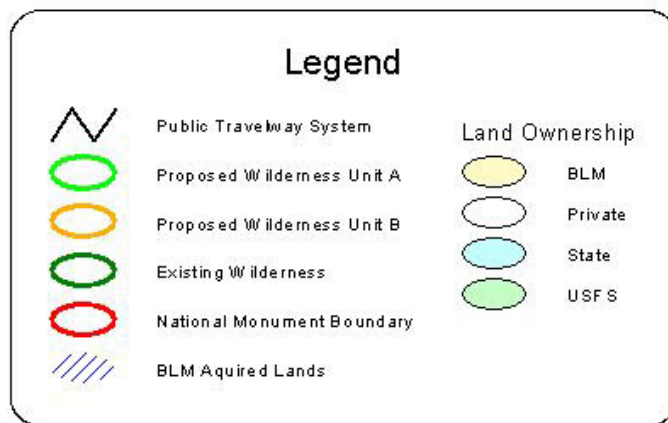 Legend
Public Travelway System
Proposed Wilderness Unit A
Proposed Wilderness Unit B
Existing Wilderness
National Monument Boundary
BLM Aquired Lands
Land Ownership
BLM
Private
State
USFS